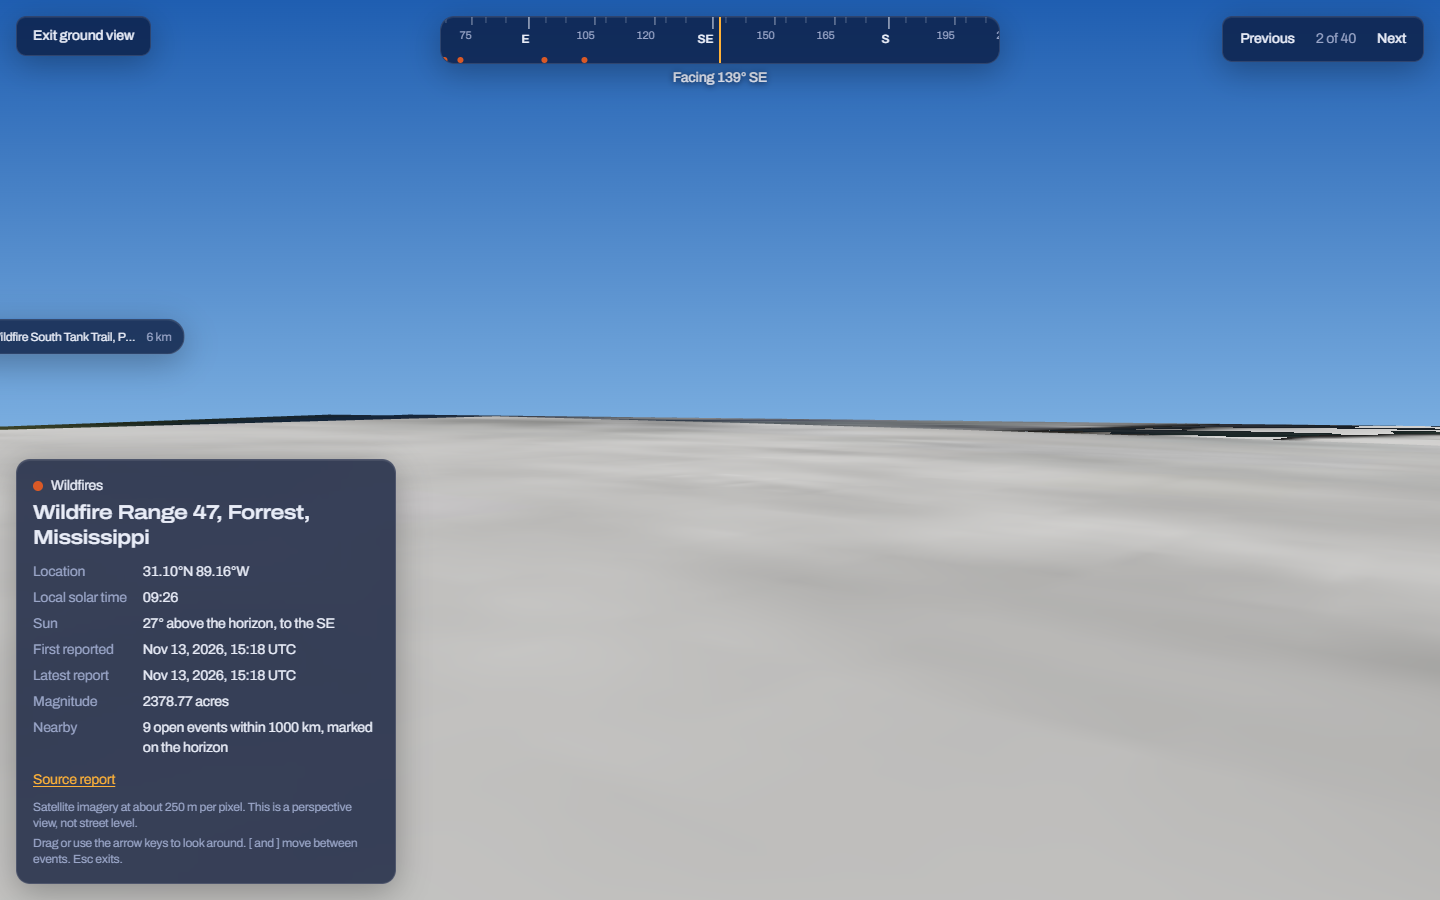 Exit ground view
75 E 105 120 SE 150 165 S 195
Facing 139° SE
Previous 2 of 40 Next
ildfire South Tank Trail, P... 6 km
Wildfires
Wildfire Range 47, Forrest,
Mississippi
Location 31.10°N 89.16°W
Local solar time 09:26
Sun 27° above the horizon, to the SE
First reported Nov 13, 2026, 15:18 UTC
Latest report Nov 13, 2026, 15:18 UTC
Magnitude 2378.77 acres
Nearby 9 open events within 1000 km, marked
on the horizon
Source report
Satellite imagery at about 250 m per pixel. This is a perspective
view, not street level.
Drag or use the arrow keys to look around. [ and ] move between
events. Esc exits.